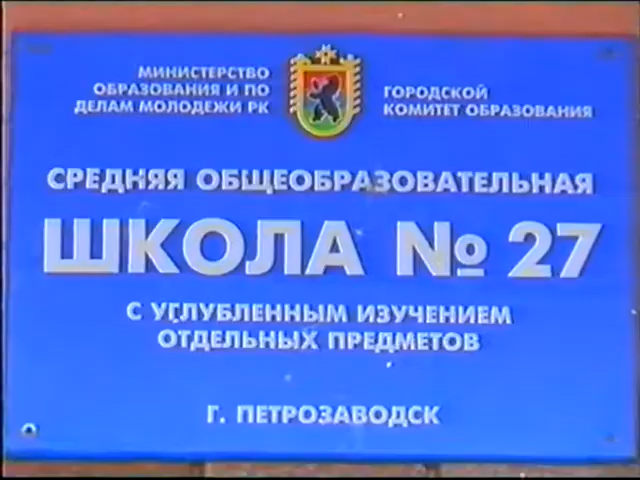 МИНИСТЕРСТВО
ОБРАЗОВАНИЯ И ПО
ДЕЛАМ МОЛОДЕЖИ РК
ГОРОДСКОЙ
КОМИТЕТ ОБРАЗОВАНИЯ
СРЕДНЯЯ ОБЩЕОБРАЗОВАТЕЛЬНАЯ
ШКОЛА № 27
С УГЛУБЛЕННЫМ ИЗУЧЕНИЕМ
ОТДЕЛЬНЫХ ПРЕДМЕТОВ
Г. ПЕТРОЗАВОДСК